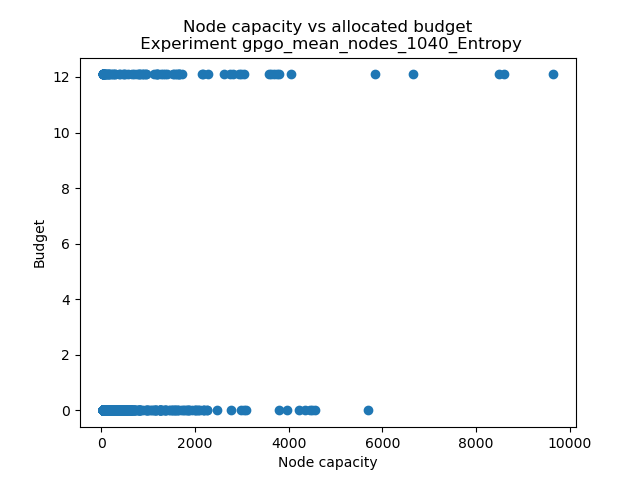 Node capacity vs allocated budget
Experiment gpgo_mean_nodes_1040_Entropy
12
10
8
6
4
2
0
Budget
0 2000 4000 6000 8000 10000
Node capacity